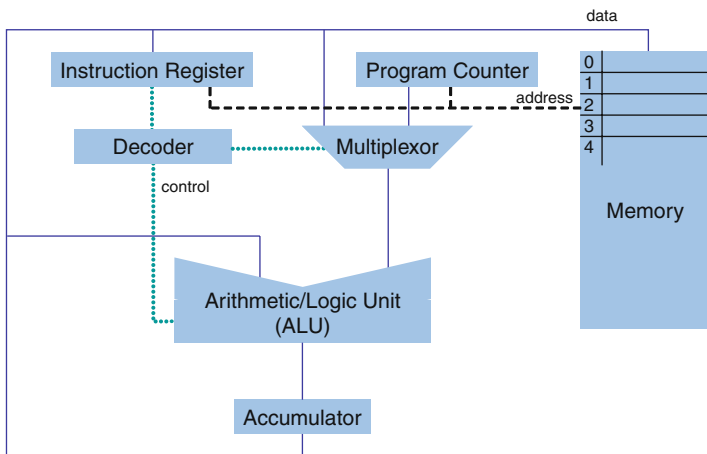 data
Instruction Register
Program Counter
address
0
1
2
3
4
Decoder
Multiplexor
control
Memory
Arithmetic/Logic Unit
(ALU)
Accumulator